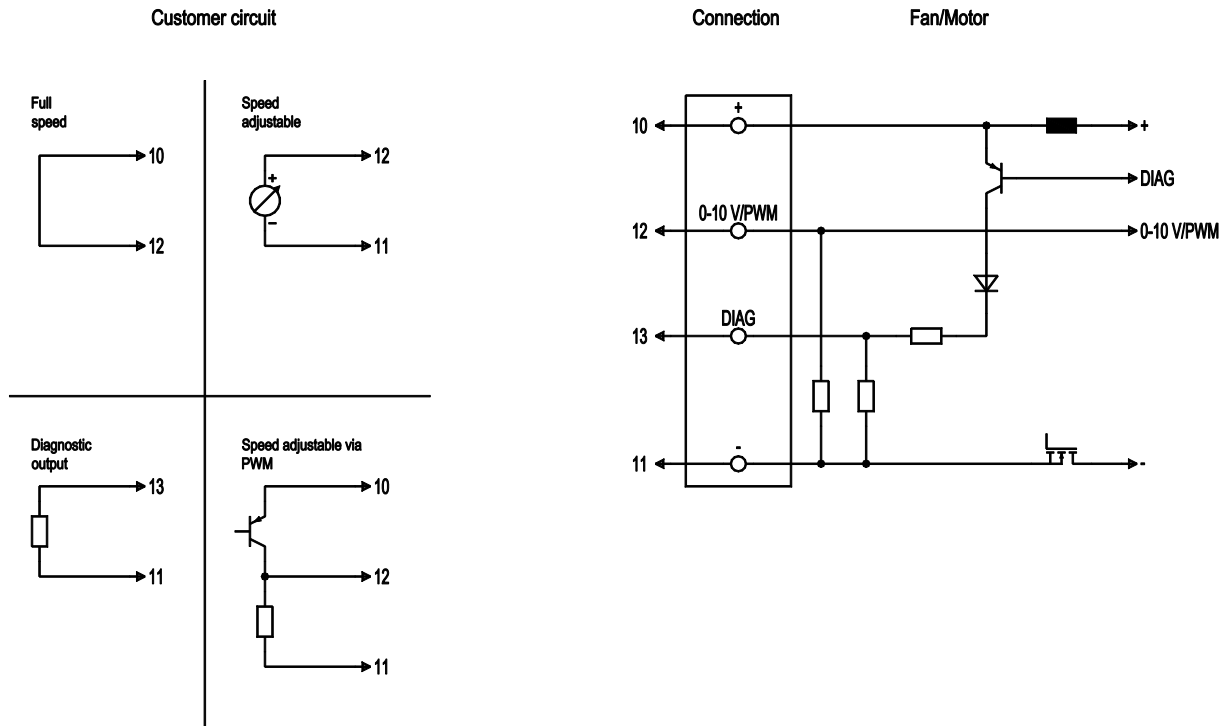 Customer circuit
Connection
Fan/Motor
Full
speed
10
12
Speed
adjustable
12
+
-
11
Diagnostic
output
13
11
Speed adjustable via
PWM
10
12
11
+
10
+
DIAG
0-10 V/PWM
12
0-10 V/PWM
DIAG
13
-
11
-